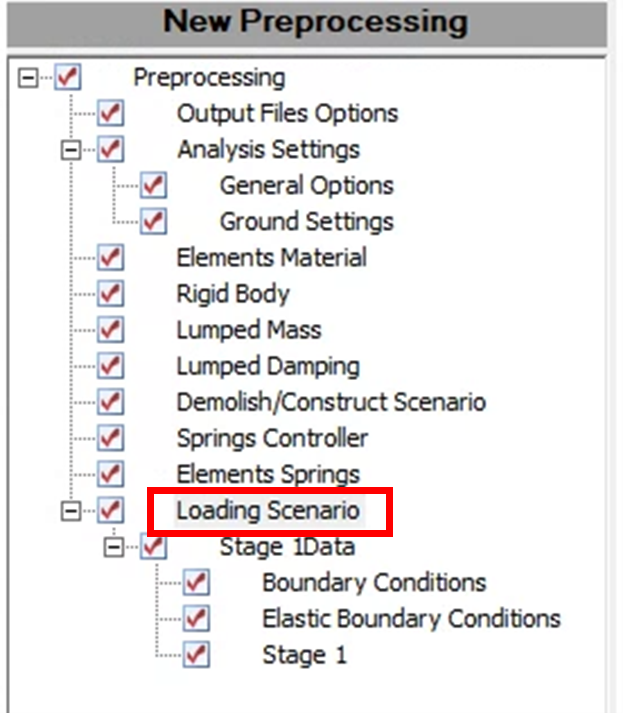 New Preprocessing
Preprocessing
Output Files Options
Analysis Settings
General Options
Ground Settings
Elements Material
Rigid Body
Lumped Mass
Lumped Damping
Demolish/Construct Scenario
Springs Controller
Elements Springs
Loading Scenario
Stage 1Data
Boundary Conditions
Elastic Boundary Conditions
Stage 1